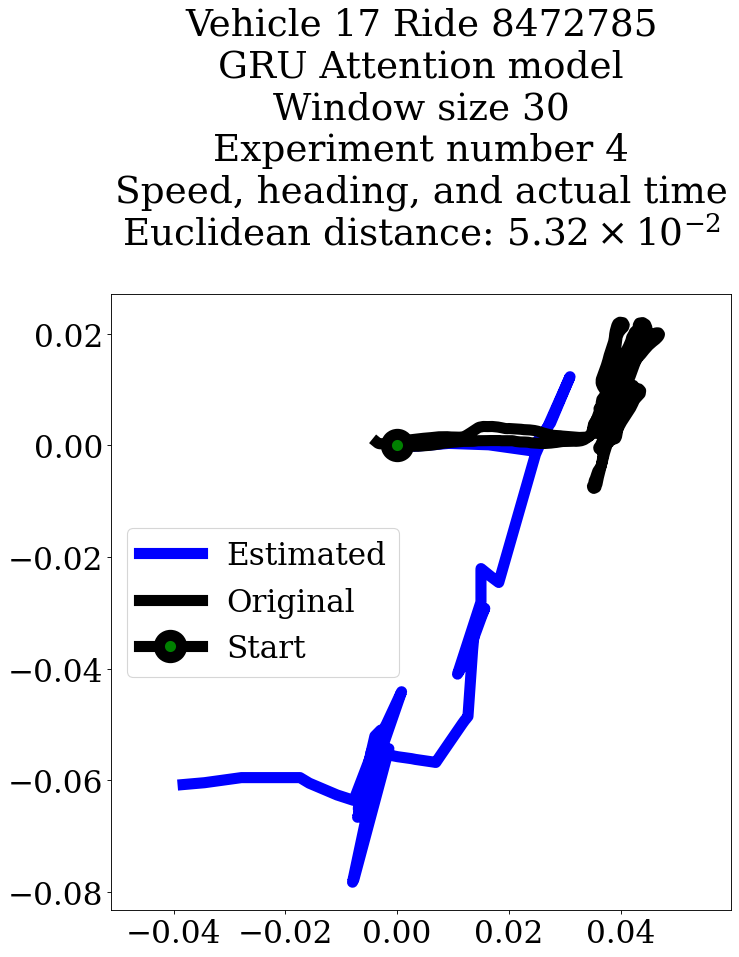 Vehicle 17 Ride 8472785
GRU Attention model
Window size 30
Experiment number 4
Speed, heading, and actual time
Euclidean distance: 5.32 × 10⁻²
0.02
0.00
−0.02
−0.04
−0.06
−0.08
Estimated
Original
Start
−0.04 −0.02 0.00 0.02 0.04